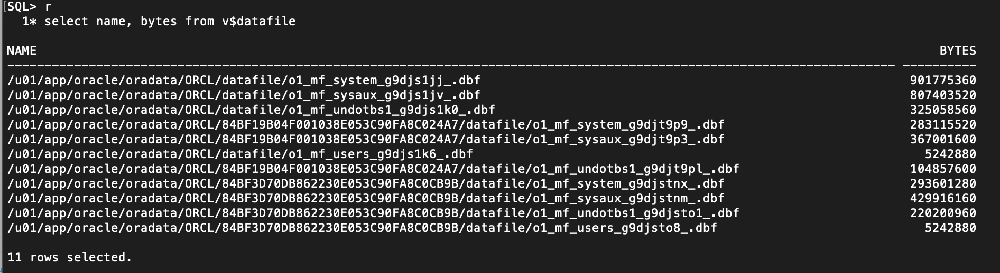 [SQL> r
  1* select name, bytes from v$datafile
NAME BYTES
------------------------------------------------------------------------------------------------------------------------ ----------
/u01/app/oracle/oradata/ORCL/datafile/o1_mf_system_g9djs1jj_.dbf 901775360
/u01/app/oracle/oradata/ORCL/datafile/o1_mf_sysaux_g9djs1jv_.dbf 807403520
/u01/app/oracle/oradata/ORCL/datafile/o1_mf_undotbs1_g9djs1k0_.dbf 325058560
/u01/app/oracle/oradata/ORCL/84BF19B04F001038E053C90FA8C024A7/datafile/o1_mf_system_g9djt9p9_.dbf 283115520
/u01/app/oracle/oradata/ORCL/84BF19B04F001038E053C90FA8C024A7/datafile/o1_mf_sysaux_g9djt9p3_.dbf 367001600
/u01/app/oracle/oradata/ORCL/datafile/o1_mf_users_g9djs1k6_.dbf 5242880
/u01/app/oracle/oradata/ORCL/84BF19B04F001038E053C90FA8C024A7/datafile/o1_mf_undotbs1_g9djt9pl_.dbf 104857600
/u01/app/oracle/oradata/ORCL/84BF3D70DB862230E053C90FA8C0CB9B/datafile/o1_mf_system_g9djstnx_.dbf 293601280
/u01/app/oracle/oradata/ORCL/84BF3D70DB862230E053C90FA8C0CB9B/datafile/o1_mf_sysaux_g9djstnm_.dbf 429916160
/u01/app/oracle/oradata/ORCL/84BF3D70DB862230E053C90FA8C0CB9B/datafile/o1_mf_undotbs1_g9djsto1_.dbf 220200960
/u01/app/oracle/oradata/ORCL/84BF3D70DB862230E053C90FA8C0CB9B/datafile/o1_mf_users_g9djsto8_.dbf 5242880
11 rows selected.